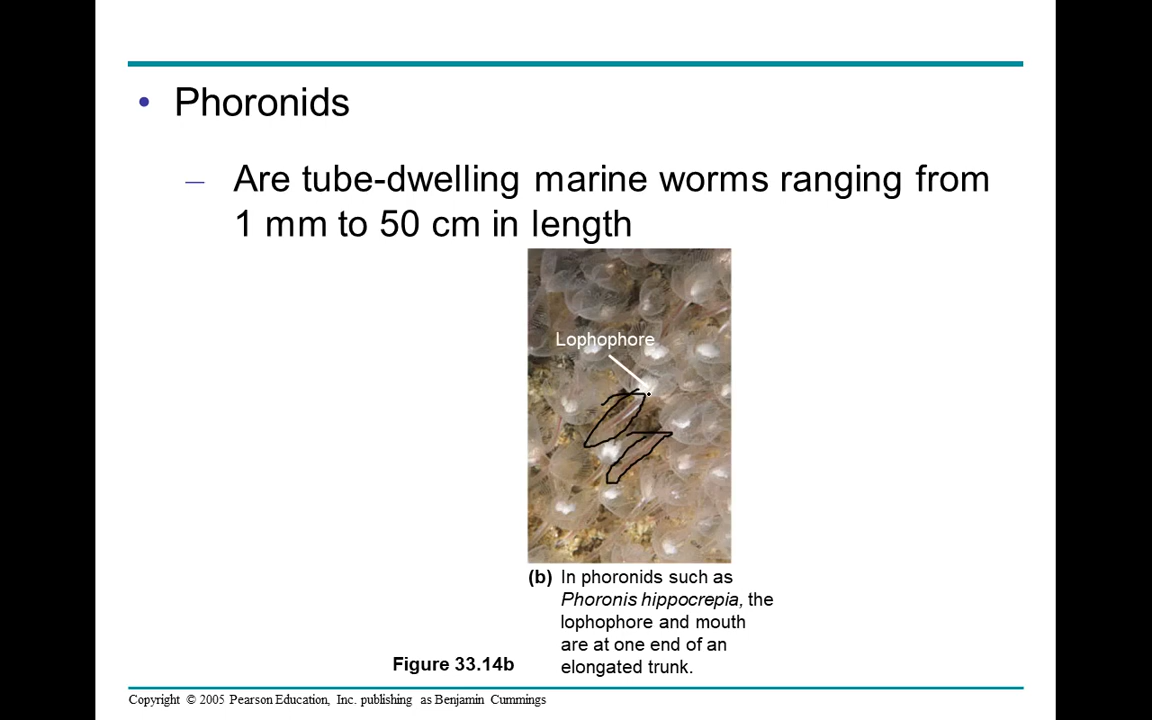 • Phoronids
– Are tube-dwelling marine worms ranging from
1 mm to 50 cm in length
Lophophore
(b) In phoronids such as
Phoronis hippocrepia, the
lophophore and mouth
are at one end of an
elongated trunk.
Figure 33.14b
Copyright © 2005 Pearson Education, Inc. publishing as Benjamin Cummings